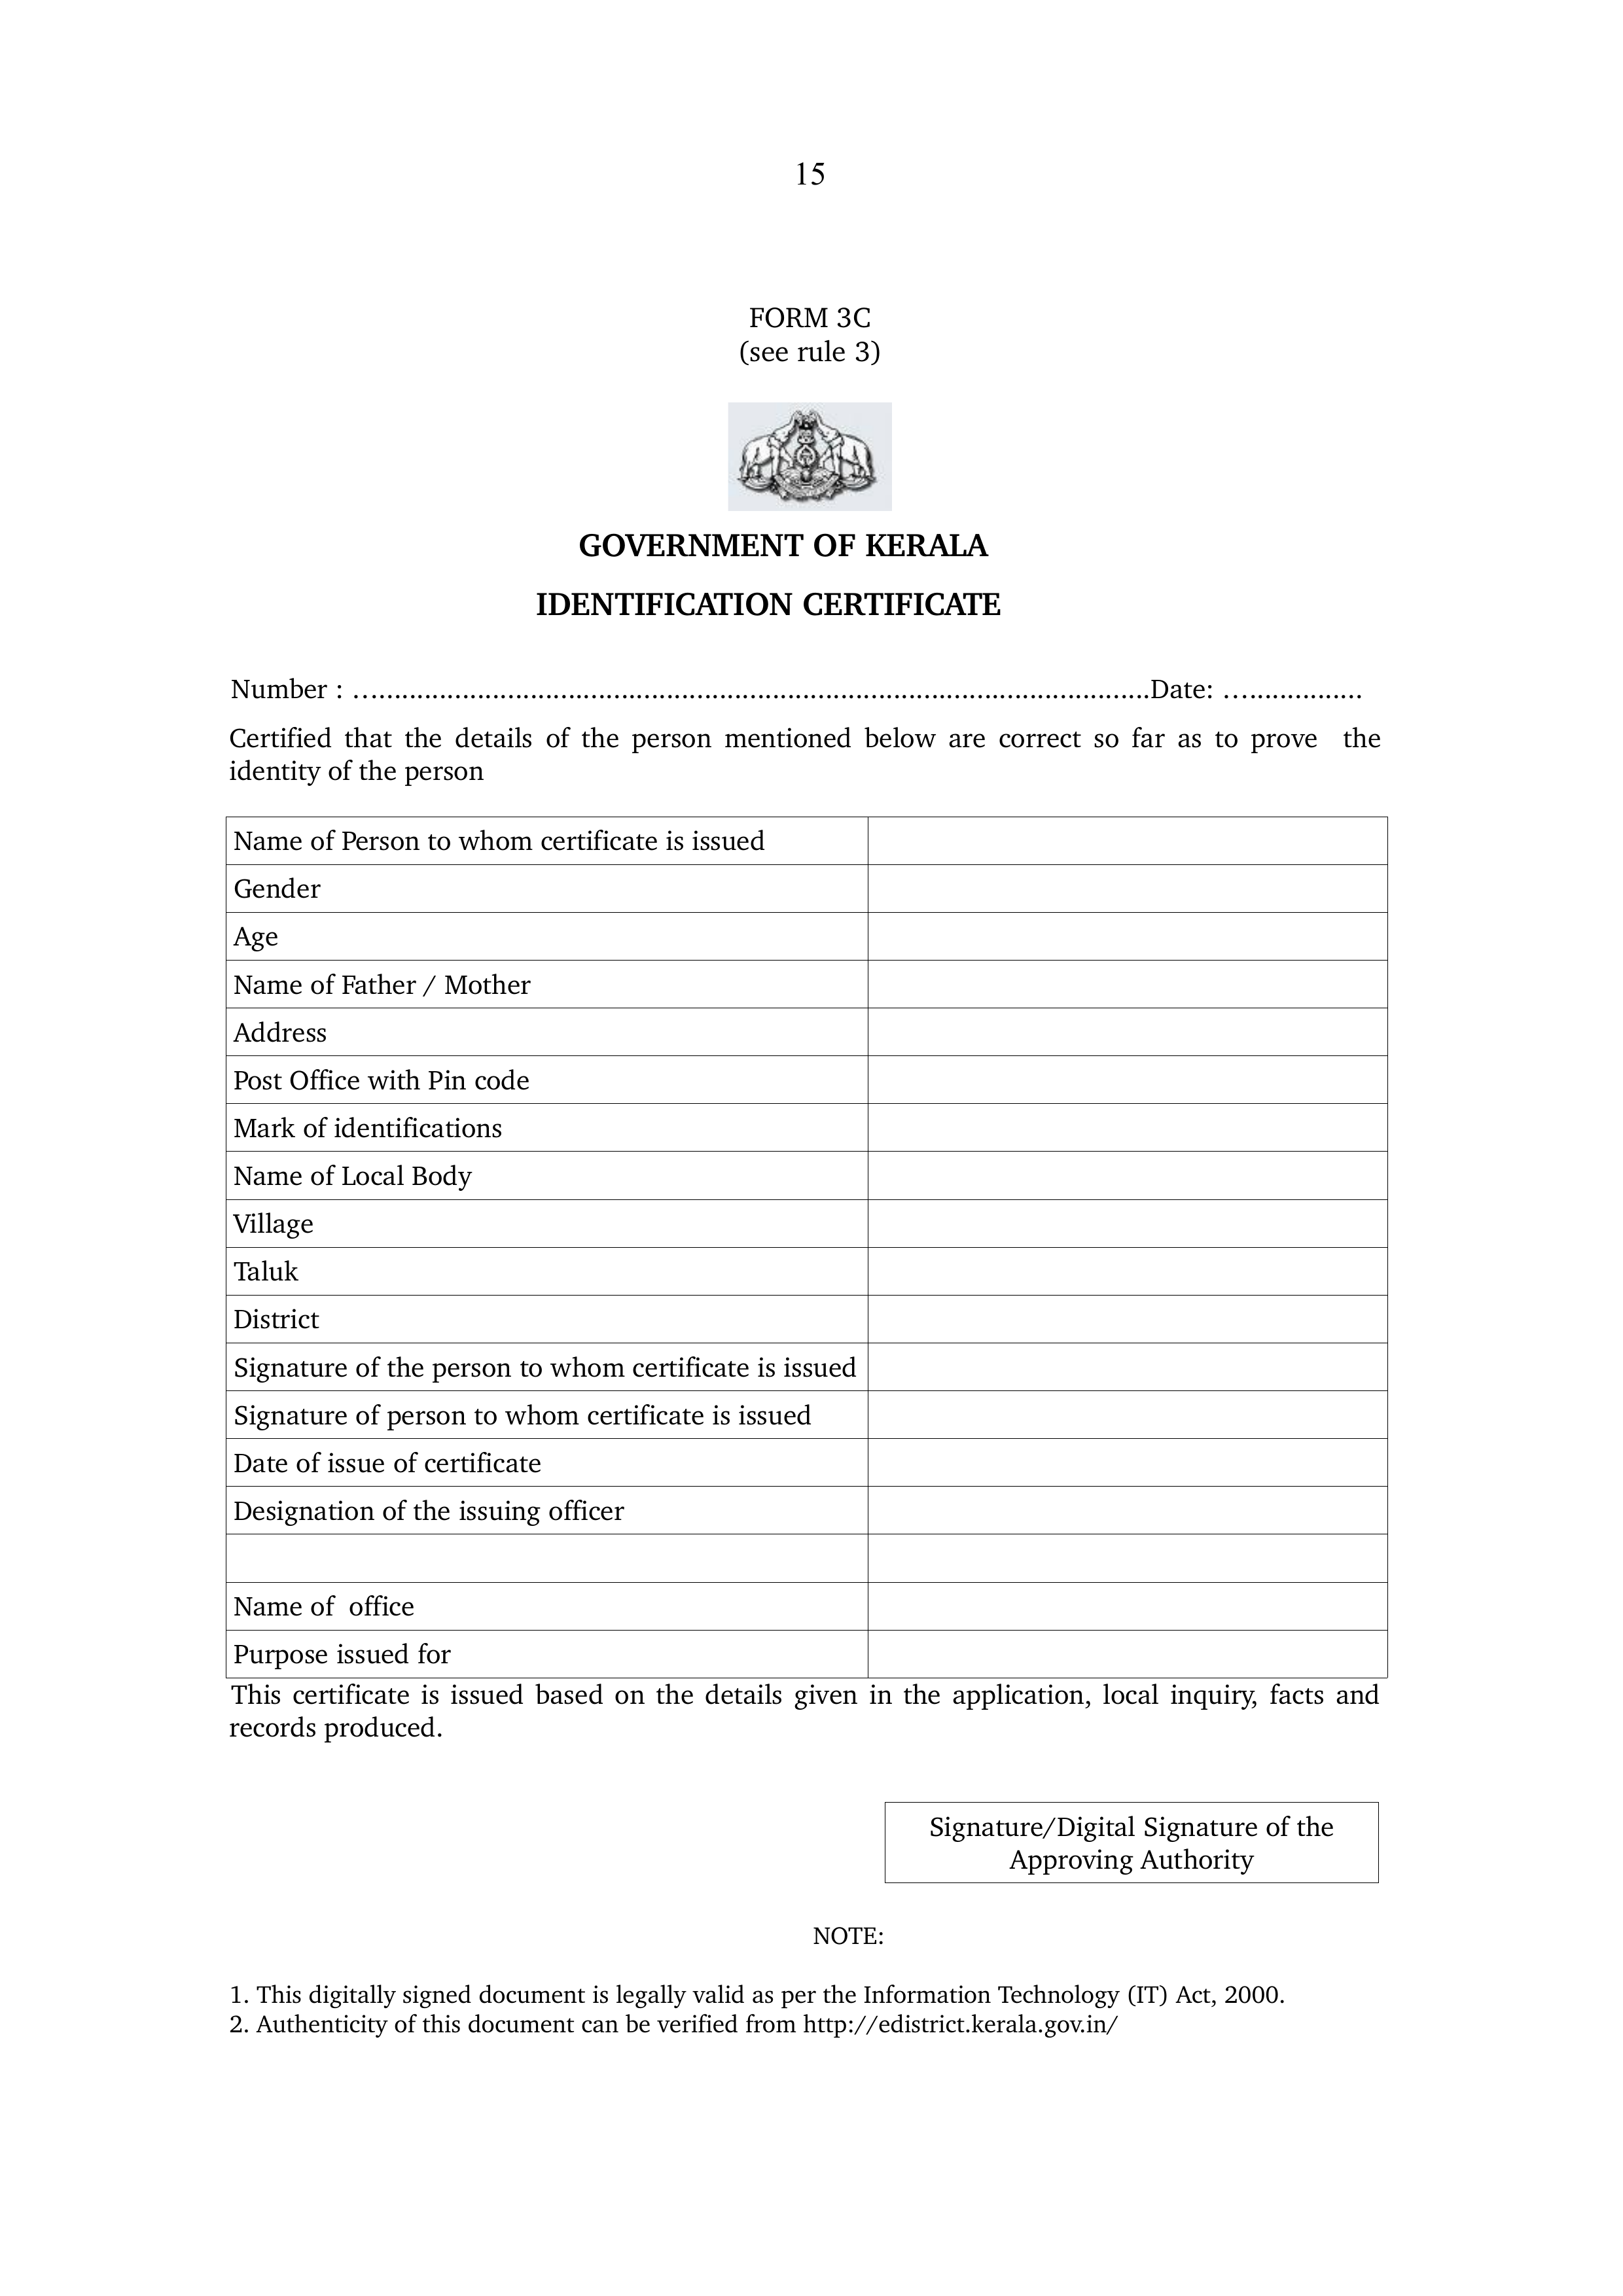 15
FORM 3C
(see rule 3)
GOVERNMENT OF KERALA
IDENTIFICATION CERTIFICATE
Number : ….......................................................................................................Date: …..............
Certified that the details of the person mentioned below are correct so far as to prove the
identity of the person
Name of Person to whom certificate is issued
Gender
Age
Name of Father / Mother
Address
Post Office with Pin code
Mark of identifications
Name of Local Body
Village
Taluk
District
Signature of the person to whom certificate is issued
Signature of person to whom certificate is issued
Date of issue of certificate
Designation of the issuing officer
Name of office
Purpose issued for
This certificate is issued based on the details given in the application, local inquiry, facts and
records produced.
Signature/Digital Signature of the
Approving Authority
NOTE:
1. This digitally signed document is legally valid as per the Information Technology (IT) Act, 2000.
2. Authenticity of this document can be verified from http://edistrict.kerala.gov.in/